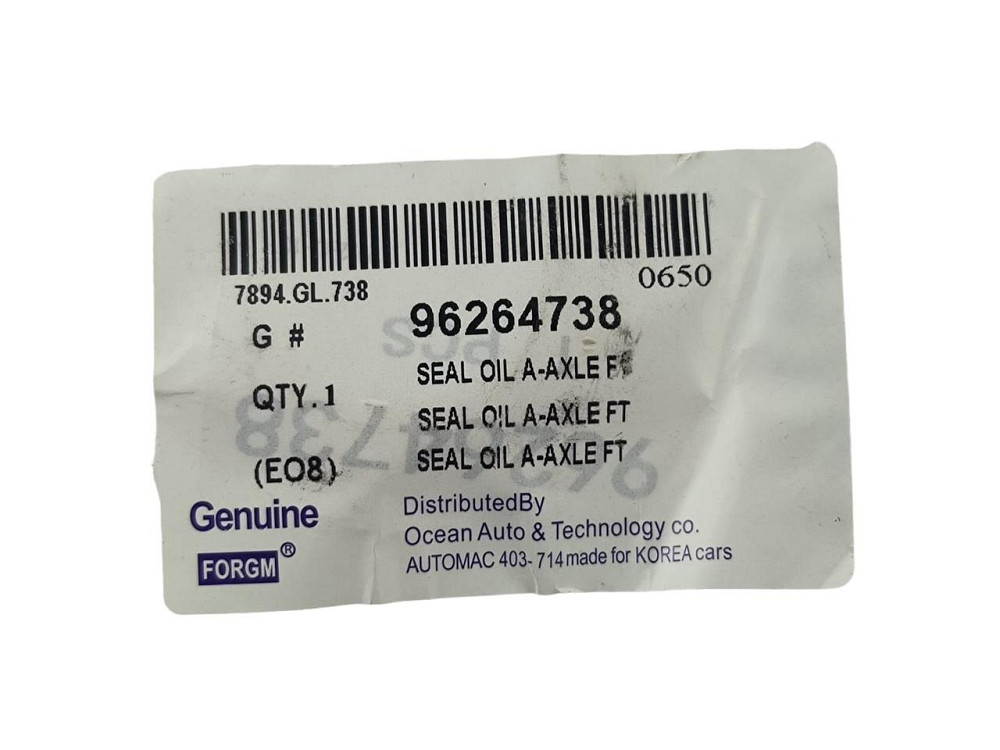 7894.GL.738
0650
G # 96264738
SEAL OIL A-AXLE
QTY.1
SEAL OIL A-AXLE FT
(EO8) SEAL OIL A-AXLE FT
Genuine
FORGM®
DistributedBy
Ocean Auto & Technology co.
AUTOMAC 403-714 made for KOREA cars